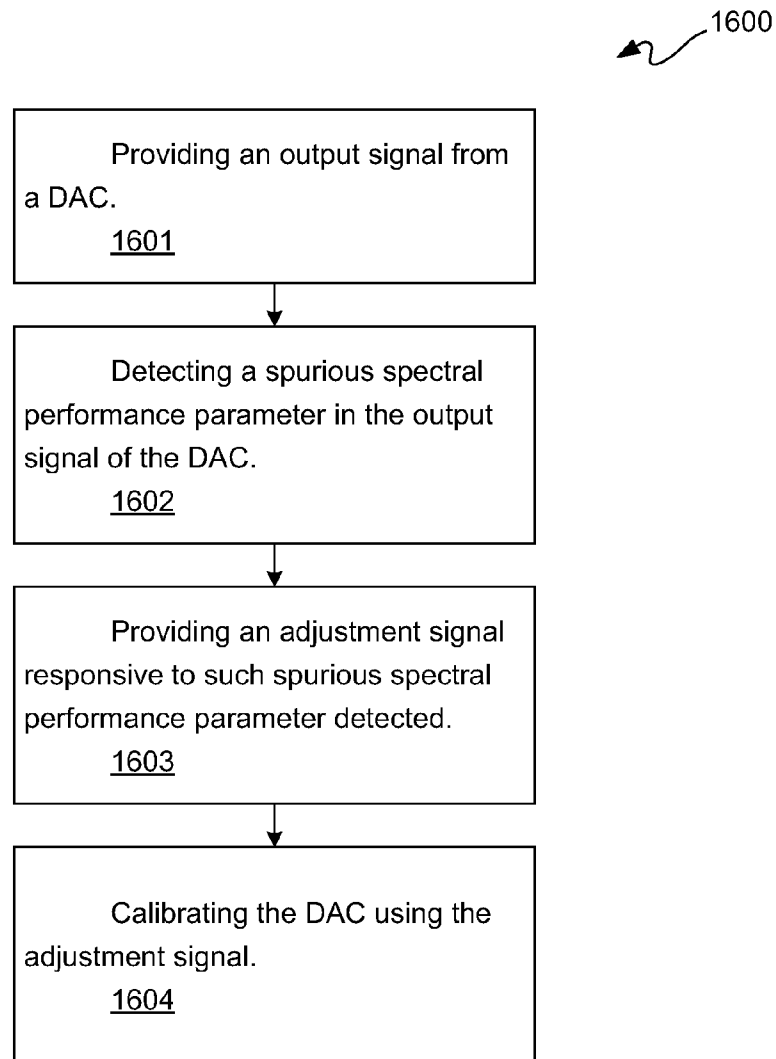 1600
Providing an output signal from
a DAC.
1601
Detecting a spurious spectral
performance parameter in the output
signal of the DAC.
1602
Providing an adjustment signal
responsive to such spurious spectral
performance parameter detected.
1603
Calibrating the DAC using the
adjustment signal.
1604